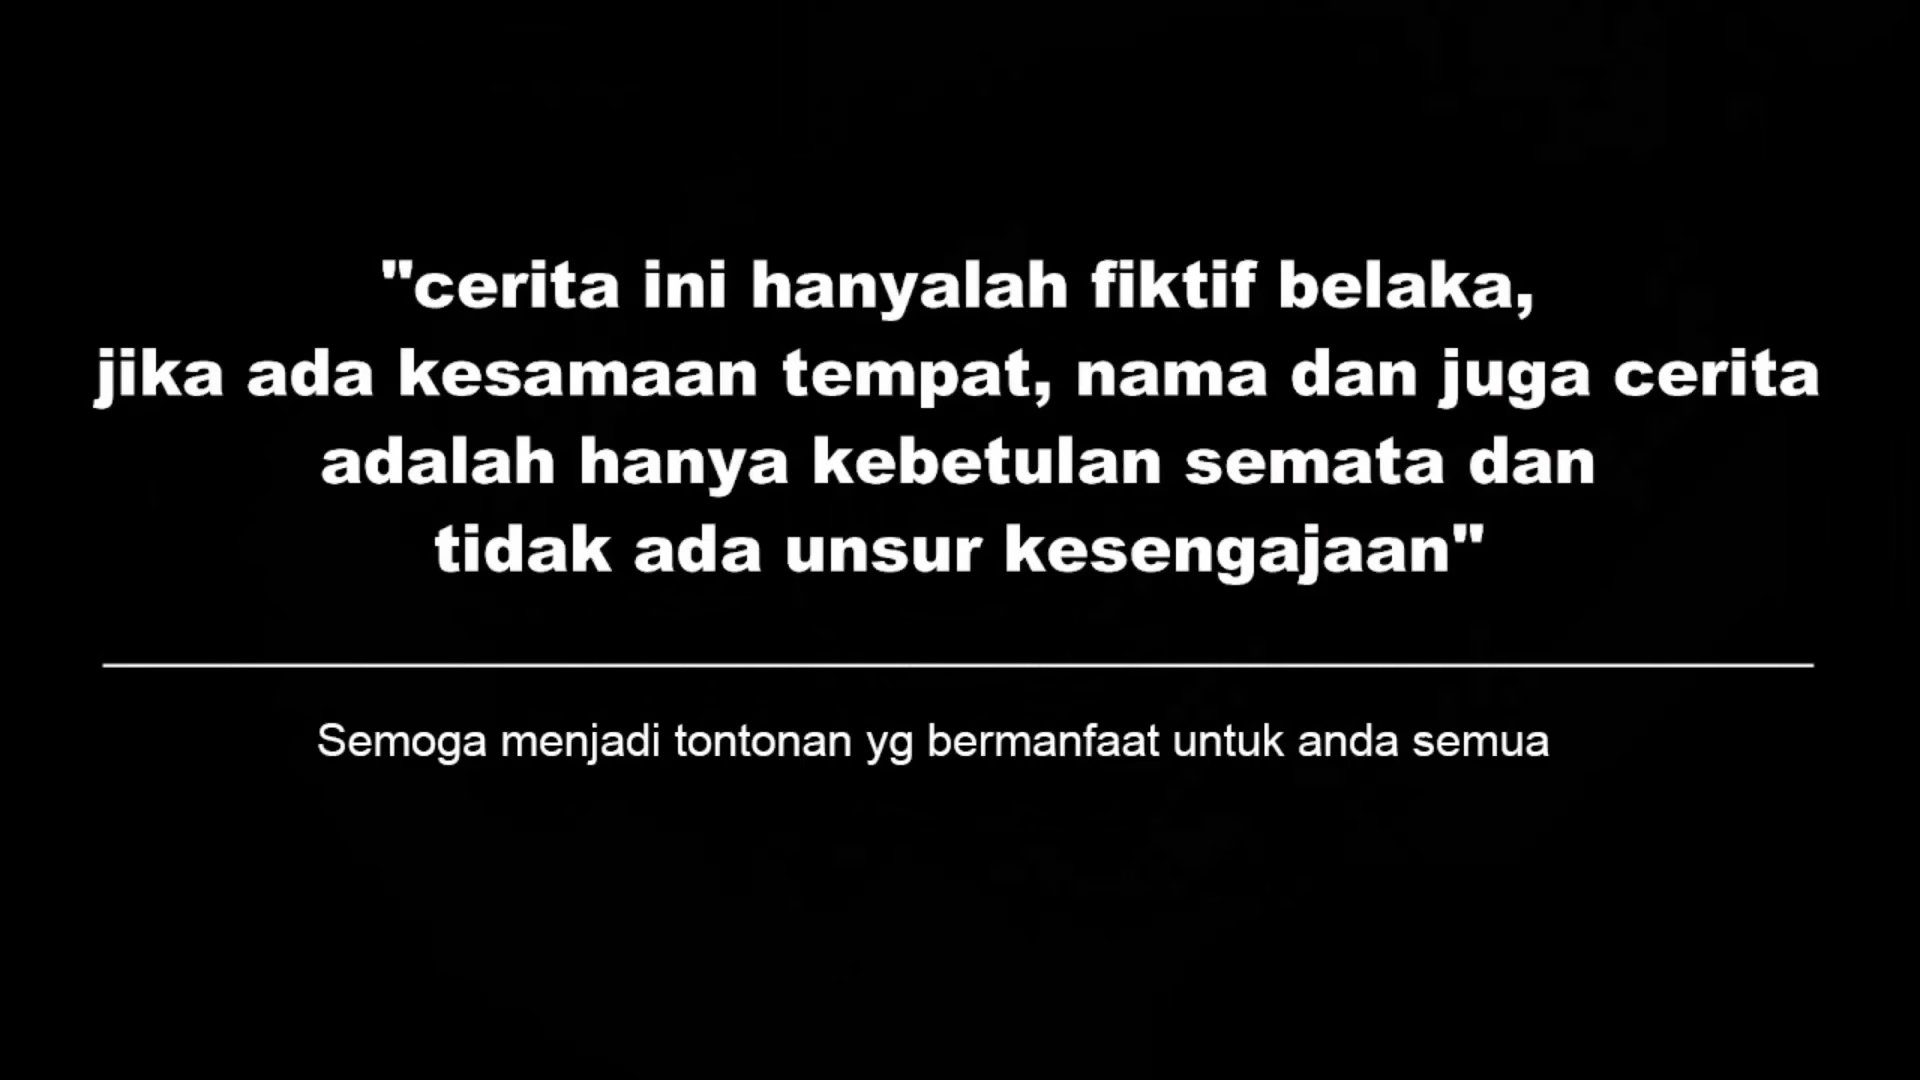 "cerita ini hanyalah fiktif belaka,
jika ada kesamaan tempat, nama dan juga cerita
adalah hanya kebetulan semata dan
tidak ada unsur kesengajaan"
Semoga menjadi tontonan yg bermanfaat untuk anda semua